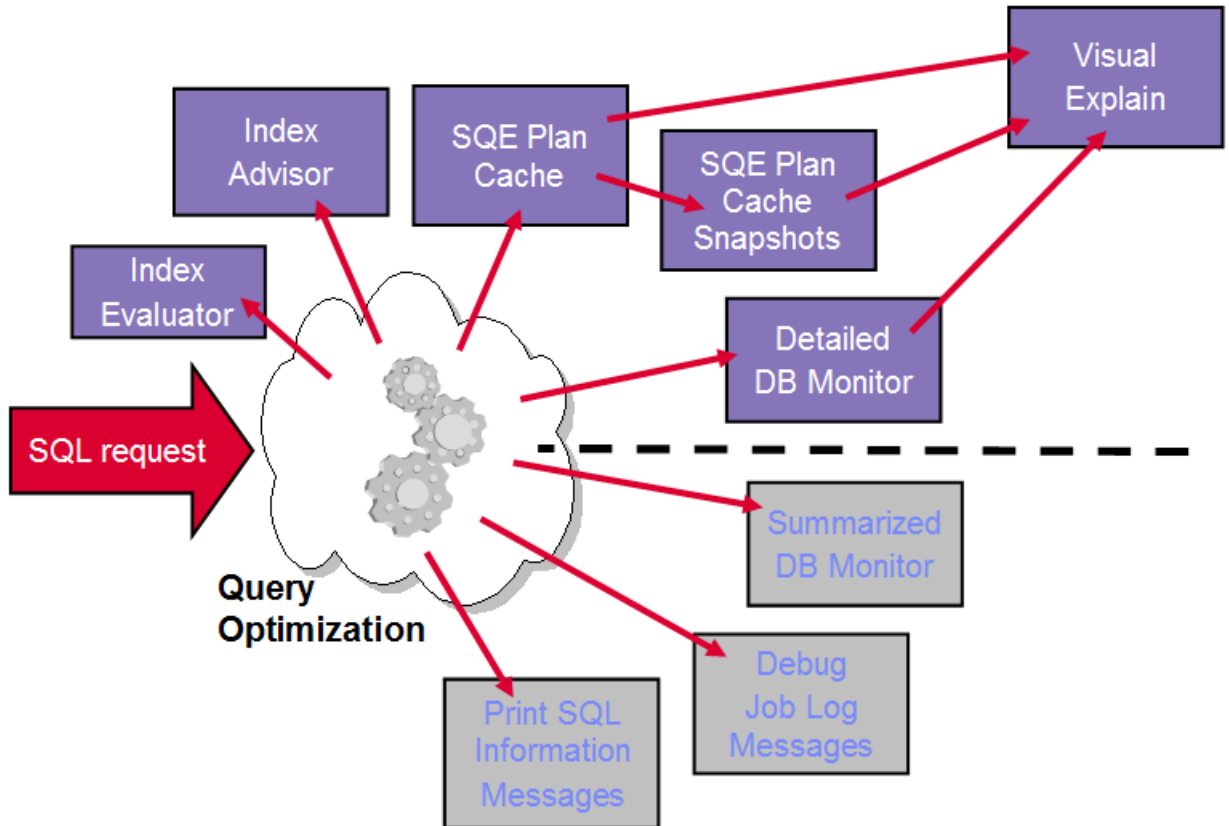 Visual
Explain
Index
Advisor
SQE Plan
Cache
SQE Plan
Cache
Snapshots
Index
Evaluator
Detailed
DB Monitor
SQL request
Summarized
DB Monitor
Query
Optimization
Debug
Job Log
Messages
Print SQL
Information
Messages